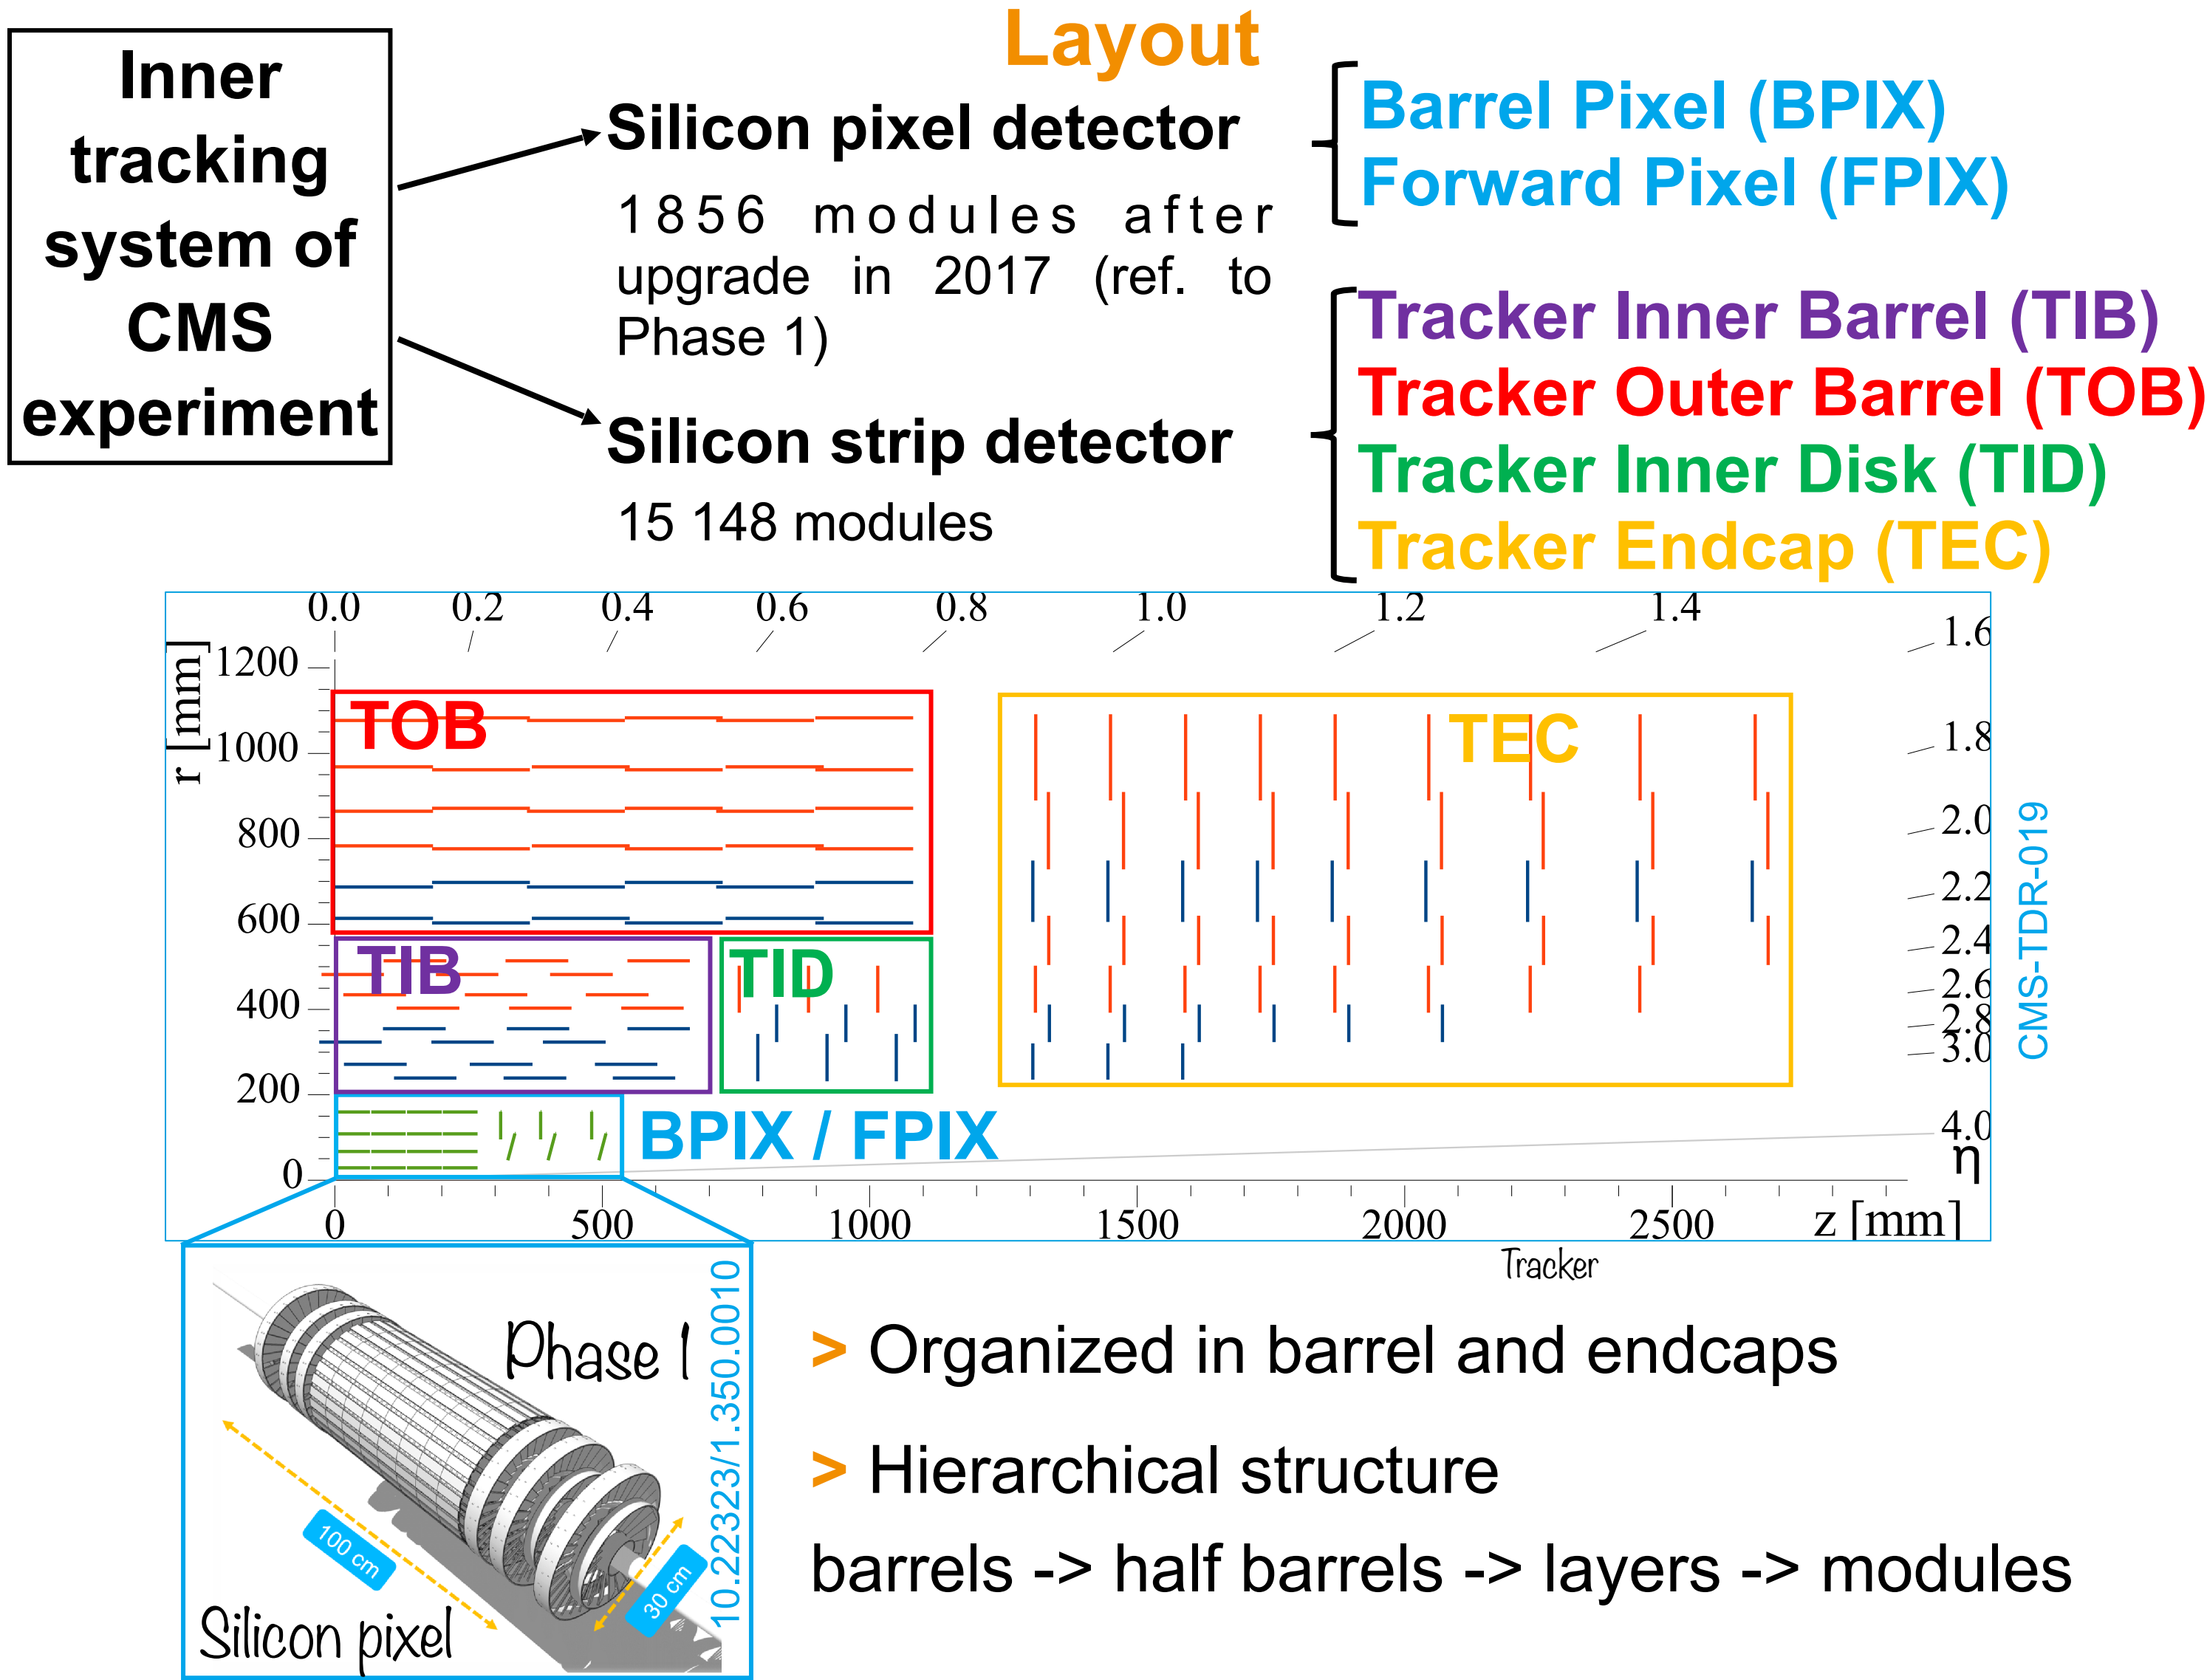 Layout
Inner
tracking
system of
CMS
experiment
Silicon pixel detector
1856 modules after
upgrade in 2017 (ref. to
Phase 1)
Silicon strip detector
15 148 modules
Barrel Pixel (BPIX)
Forward Pixel (FPIX)
Tracker Inner Barrel (TIB)
Tracker Outer Barrel (TOB)
Tracker Inner Disk (TID)
Tracker Endcap (TEC)
0.0 0.2 0.4 0.6 0.8 1.0 1.2 1.4 1.6
r [mm]
1200
1000
800
600
400
200
0
TOB
TEC
TIB
TID
BPIX / FPIX
1.8
2.0
2.2
2.4
2.6
2.8
3.0
4.0
η
0 500 1000 1500 2000 2500 z [mm]
CMS-TDR-019
Tracker
Phase 1
10.22323/1.350.0010
100 cm
30 cm
Silicon pixel
> Organized in barrel and endcaps
> Hierarchical structure
barrels -> half barrels -> layers -> modules